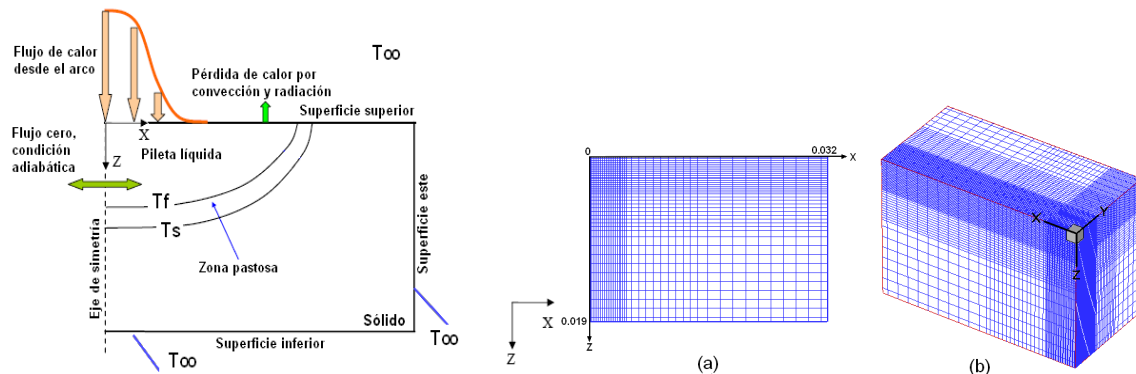 Flujo de calor
desde el arco
T∞
Pérdida de calor por
convección y radiación
Superficie superior
Flujo cero,
condición
adiabática
X
Pileta líquida
Z
Tf
Ts
Zona pastosa
Eje de simetría
Superficie este
Sólido
Superficie inferior
T∞
T∞
0
0.032
X
0.019
Z
X
Z
(a)
X
Y
Z
(b)